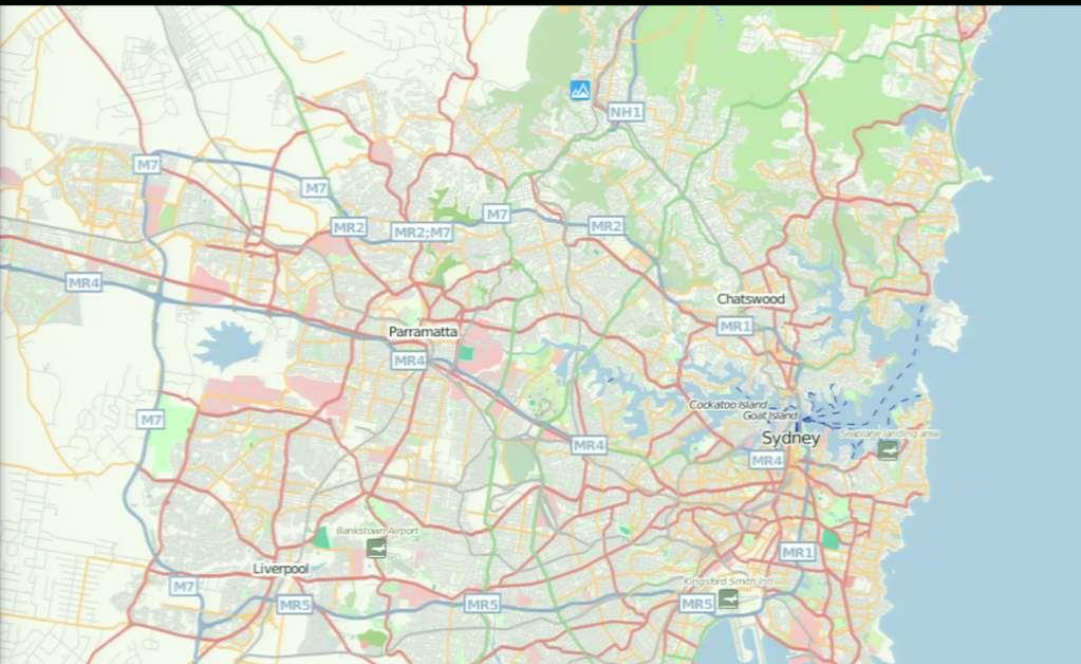 NH1
M7
M7
M7
MR2
MR2
MR2;M7
MR4
Chatswood
MR1
Parramatta
MR4
Cockatoo Island
Goat Island
M7
Sydney
Seaplane landing area
MR4
MR4
Bankstown Airport
MR1
Liverpool
Kingsford Smith Intl
M7
MR5
MR5
MR5